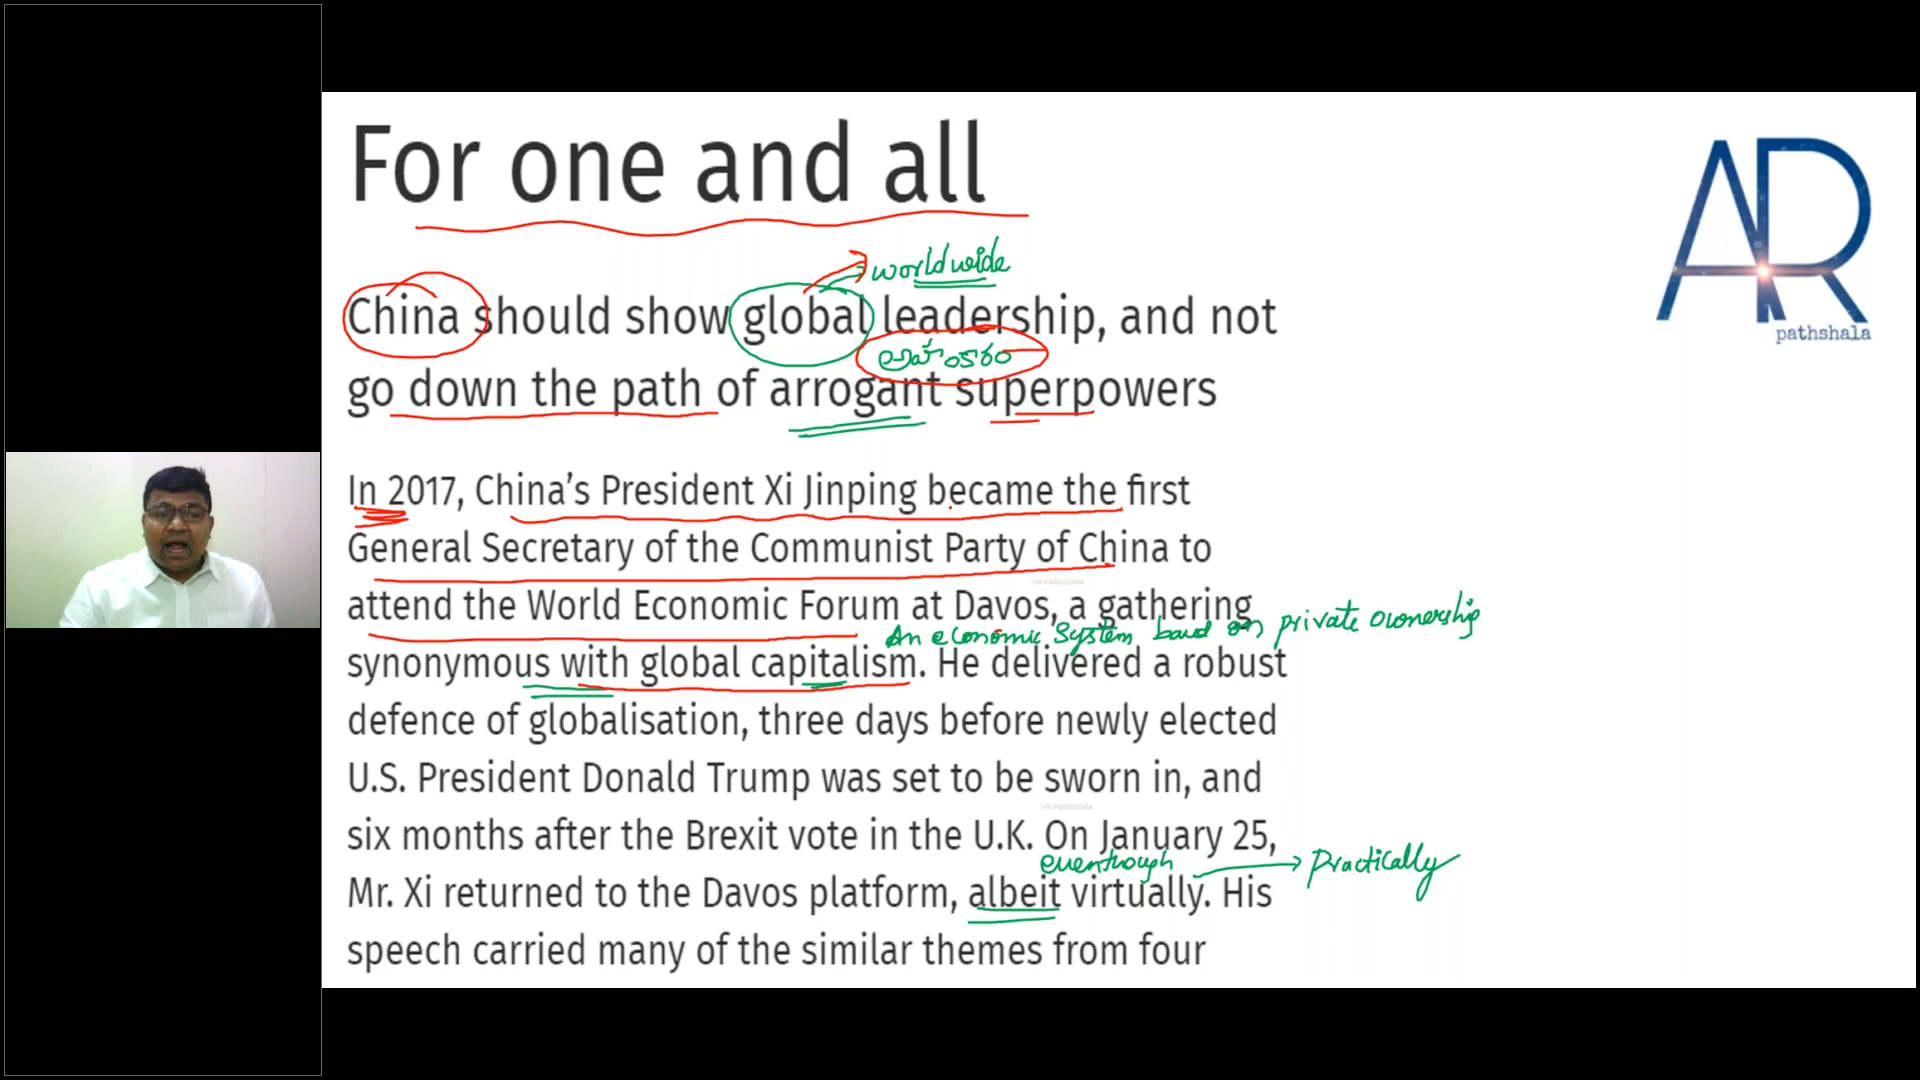 For one and all
worldwide
China should show global leadership, and not
అహంకారం
go down the path of arrogant superpowers
In 2017, China’s President Xi Jinping became the first
General Secretary of the Communist Party of China to
attend the World Economic Forum at Davos, a gathering
An economic system based on private ownership
synonymous with global capitalism. He delivered a robust
defence of globalisation, three days before newly elected
U.S. President Donald Trump was set to be sworn in, and
six months after the Brexit vote in the U.K. On January 25,
eventhough Practically
Mr. Xi returned to the Davos platform, albeit virtually. His
speech carried many of the similar themes from four
AR
pathshala
AR Pathshala
AR Pathshala